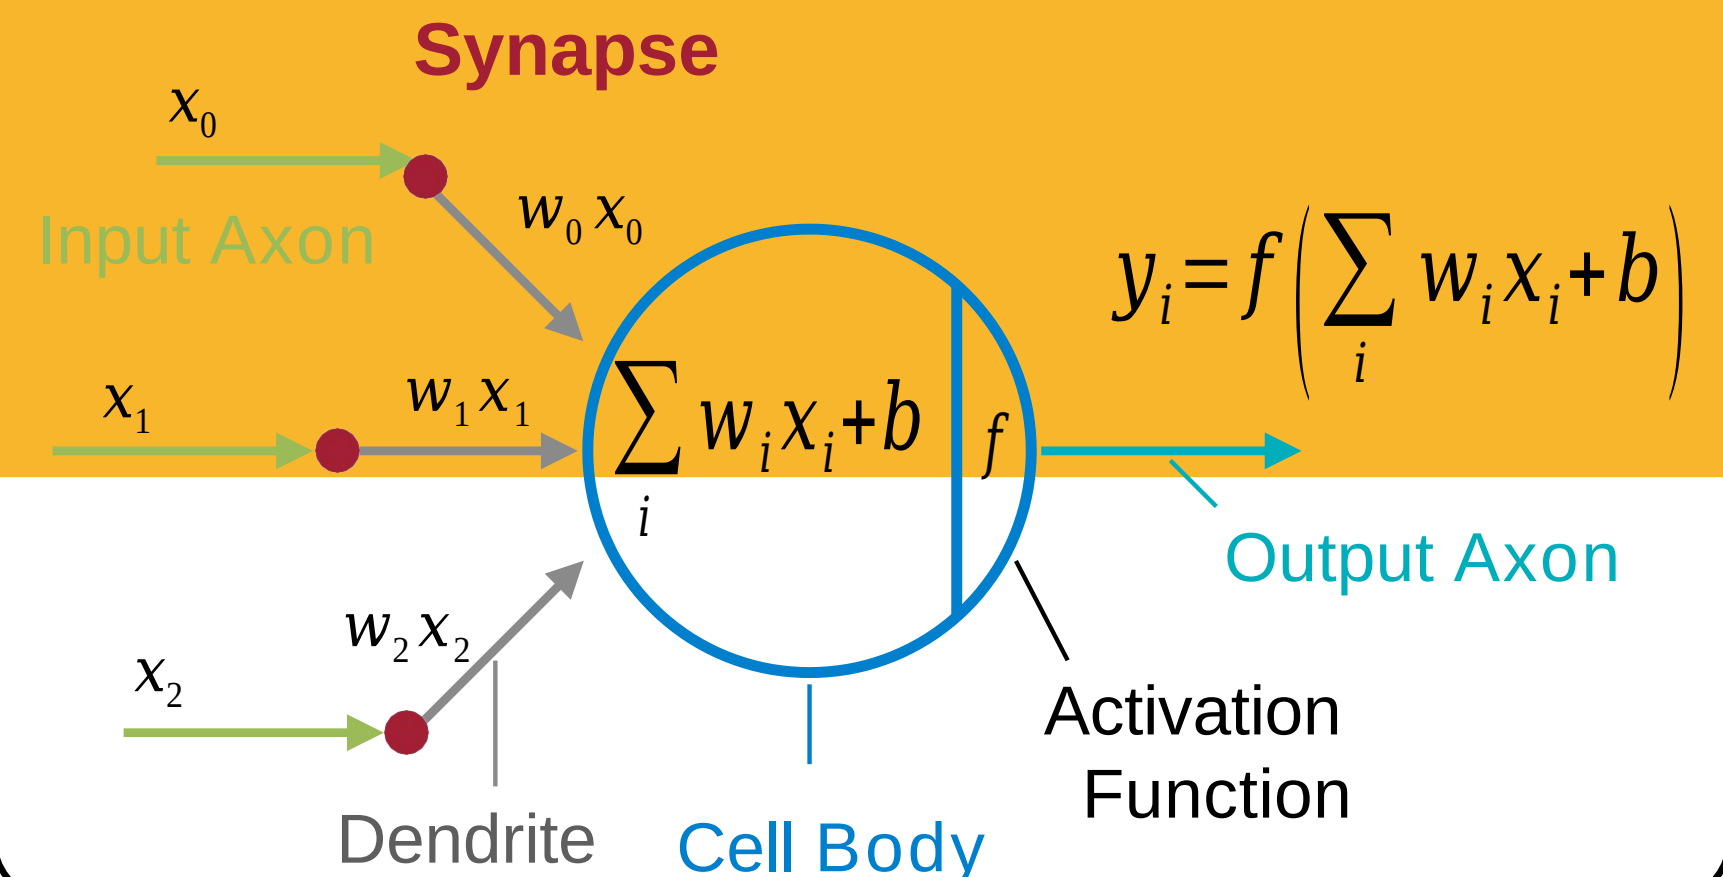 Synapse
x₀
Input Axon
w₀ x₀
yᵢ = f ( ∑ᵢ wᵢ xᵢ + b )
x₁
w₁ x₁
∑ᵢ wᵢ xᵢ + b
f
Output Axon
w₂ x₂
x₂
Activation
Function
Dendrite
Cell Body